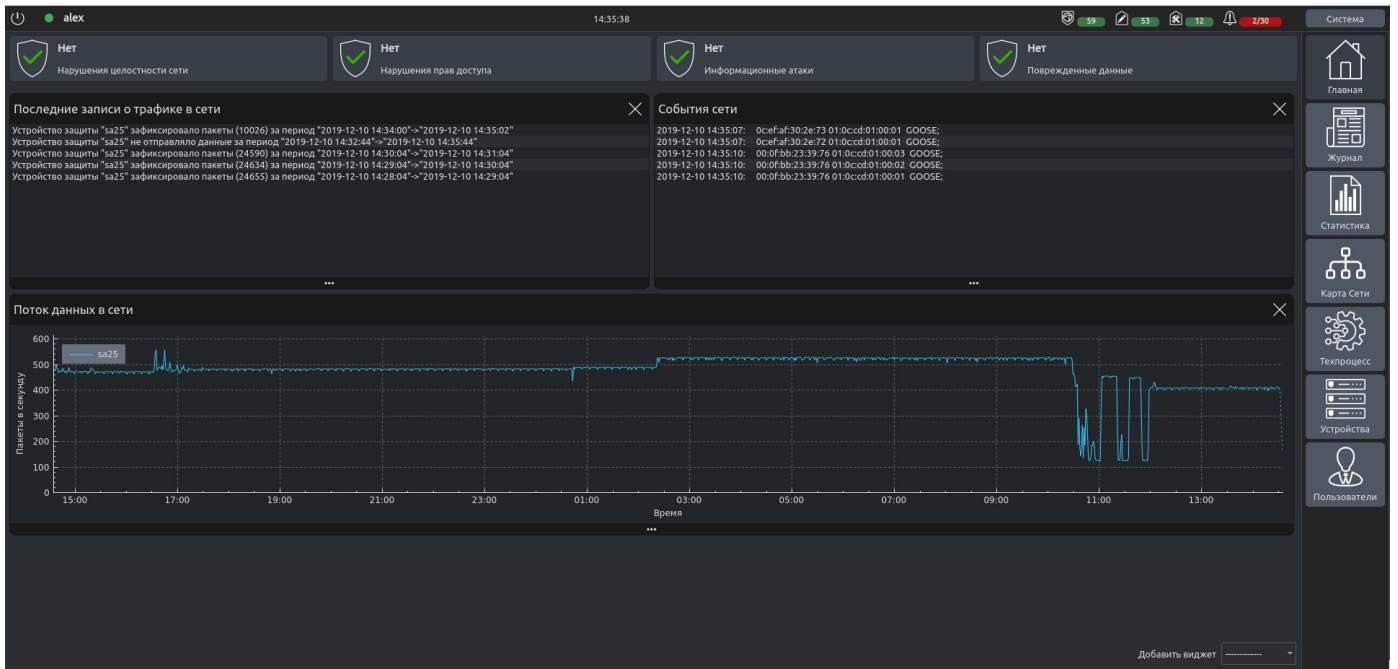 alex
14:35:38
59
53
12
2/30
Система
Нет
Нарушения целостности сети
Нет
Нарушения прав доступа
Нет
Информационные атаки
Нет
Поврежденные данные
Последние записи о трафике в сети
Устройство защиты "sa25" зафиксировало пакеты (10026) за период "2019-12-10 14:34:00"->"2019-12-10 14:35:02"
Устройство защиты "sa25" не отправляло данные за период "2019-12-10 14:32:44"->"2019-12-10 14:35:44"
Устройство защиты "sa25" зафиксировало пакеты (24590) за период "2019-12-10 14:30:04"->"2019-12-10 14:31:04"
Устройство защиты "sa25" зафиксировало пакеты (24634) за период "2019-12-10 14:29:04"->"2019-12-10 14:30:04"
Устройство защиты "sa25" зафиксировало пакеты (24655) за период "2019-12-10 14:28:04"->"2019-12-10 14:29:04"
События сети
2019-12-10 14:35:07: 0c:ef:af:30:2e:73 01:0c:cd:01:00:01 GOOSE;
2019-12-10 14:35:07: 0c:ef:af:30:2e:72 01:0c:cd:01:00:01 GOOSE;
2019-12-10 14:35:10: 00:0f:bb:23:39:76 01:0c:cd:01:00:03 GOOSE;
2019-12-10 14:35:10: 00:0f:bb:23:39:76 01:0c:cd:01:00:02 GOOSE;
2019-12-10 14:35:10: 00:0f:bb:23:39:76 01:0c:cd:01:00:01 GOOSE;
Поток данных в сети
sa25
Пакеты в секунду
600
500
400
300
200
100
0
15:00 17:00 19:00 21:00 23:00 01:00 03:00 05:00 07:00 09:00 11:00 13:00
Время
Добавить виджет -------------
Главная
Журнал
Статистика
Карта Сети
Техпроцесс
Устройства
Пользователи